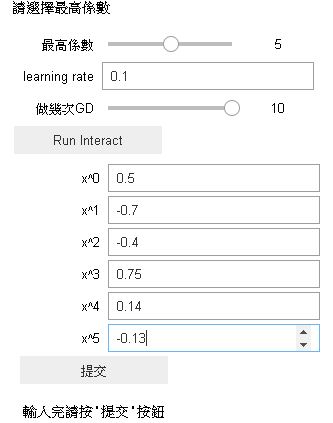 請選擇最高係數
最高係數 5
learning rate 0.1
做幾次GD 10
Run Interact
x^0 0.5
x^1 -0.7
x^2 -0.4
x^3 0.75
x^4 0.14
x^5 -0.13
提交
輸入完請按"提交"按鈕